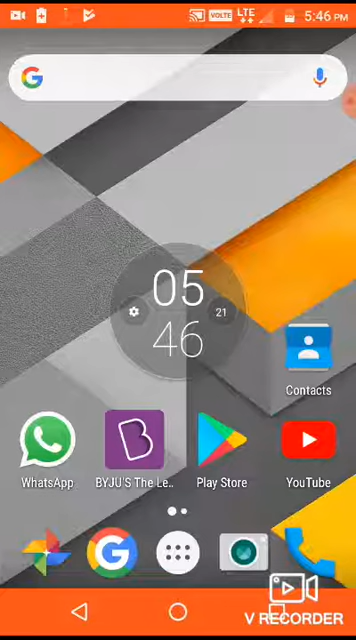 VOLTE LTE 5:46 PM
05
21
46
Contacts
WhatsApp
BYJU'S The Le..
Play Store
YouTube
V RECORDER